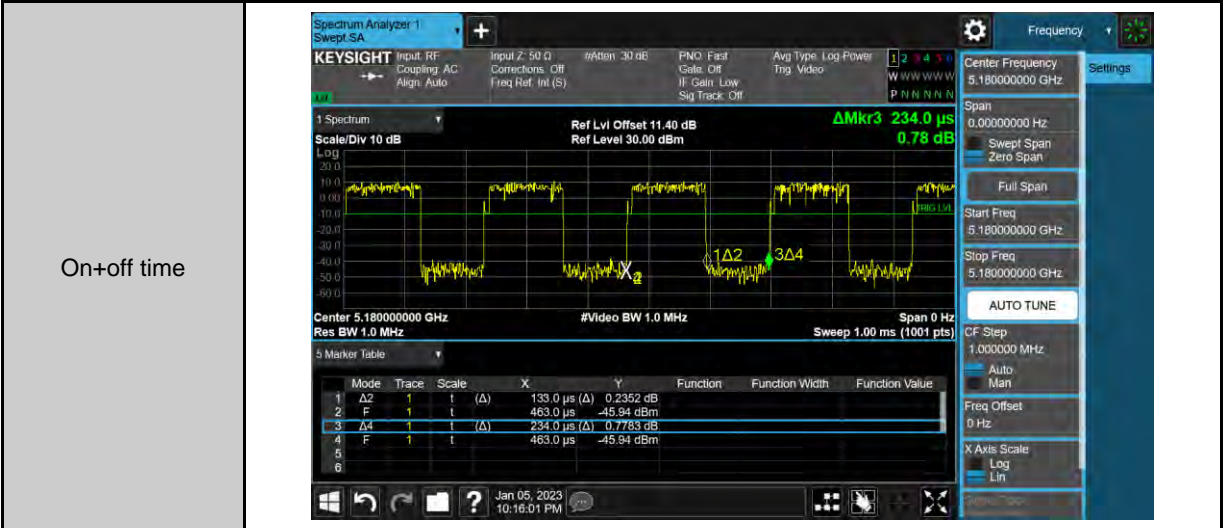 On+off time
Spectrum Analyzer 1
Swept SA
+
Frequency
KEYSIGHT
Input: RF
Coupling: AC
Align: Auto
Input Z: 50 Ω
Corrections: Off
Freq Ref: Int (S)
#Atten: 30 dB
PNO: Fast
Gate: Off
IF Gain: Low
Sig Track: Off
Avg Type: Log-Power
Trig: Video
1 2 3 4 5 6
W W W W W W
P N N N N N
1 Spectrum
Scale/Div 10 dB
Ref Lvl Offset 11.40 dB
Ref Level 30.00 dBm
ΔMkr3 234.0 µs
0.78 dB
Log
20.0
10.0
0.00
-10.0
-20.0
-30.0
-40.0
-50.0
-60.0
TRIG LVL
1Δ2
3Δ4
X
Center 5.180000000 GHz
#Video BW 1.0 MHz
Span 0 Hz
Res BW 1.0 MHz
Sweep 1.00 ms (1001 pts)
5 Marker Table
Mode Trace Scale X Y Function Function Width Function Value
1 Δ2 1 t (Δ) 133.0 µs (Δ) 0.2352 dB
2 F 1 t 463.0 µs -45.94 dBm
3 Δ4 1 t (Δ) 234.0 µs (Δ) 0.7783 dB
4 F 1 t 463.0 µs -45.94 dBm
5
6
?
Jan 05, 2023
10:16:01 PM
Center Frequency
5.180000000 GHz
Settings
Span
0.00000000 Hz
Swept Span
Zero Span
Full Span
Start Freq
5.180000000 GHz
Stop Freq
5.180000000 GHz
AUTO TUNE
CF Step
1.000000 MHz
Auto
Man
Freq Offset
0 Hz
X Axis Scale
Log
Lin